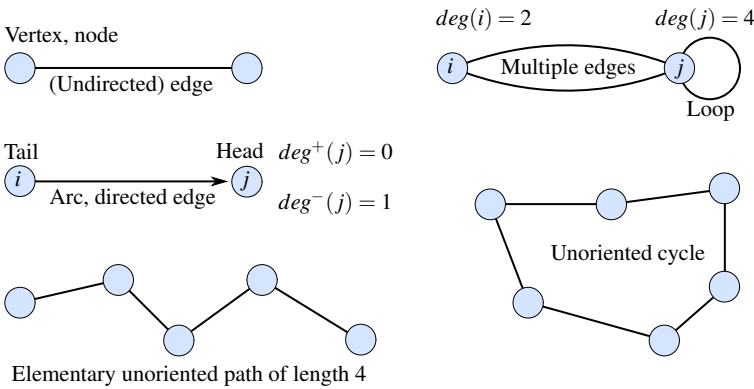 Vertex, node
(Undirected) edge
deg(i) = 2
deg(j) = 4
i
Multiple edges
j
Loop
Tail
Head
deg⁺(j) = 0
i
j
Arc, directed edge
deg⁻(j) = 1
Unoriented cycle
Elementary unoriented path of length 4